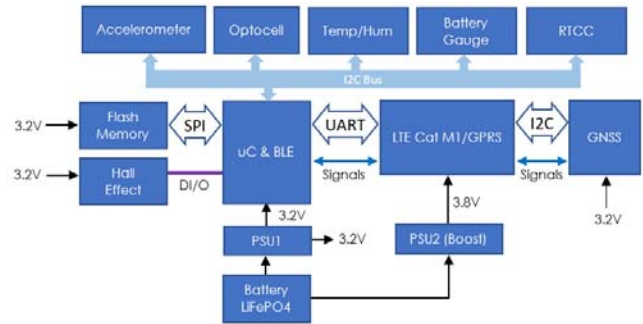 Accelerometer
Optocell
Temp/Hum
Battery
Gauge
RTCC
I2C Bus
3.2V
Flash
Memory
SPI
uC & BLE
UART
LTE Cat M1/GPRS
I2C
GNSS
3.2V
Hall
Effect
DI/O
Signals
Signals
3.2V
3.8V
3.2V
PSU1
3.2V
PSU2 (Boost)
Battery
LiFePO4